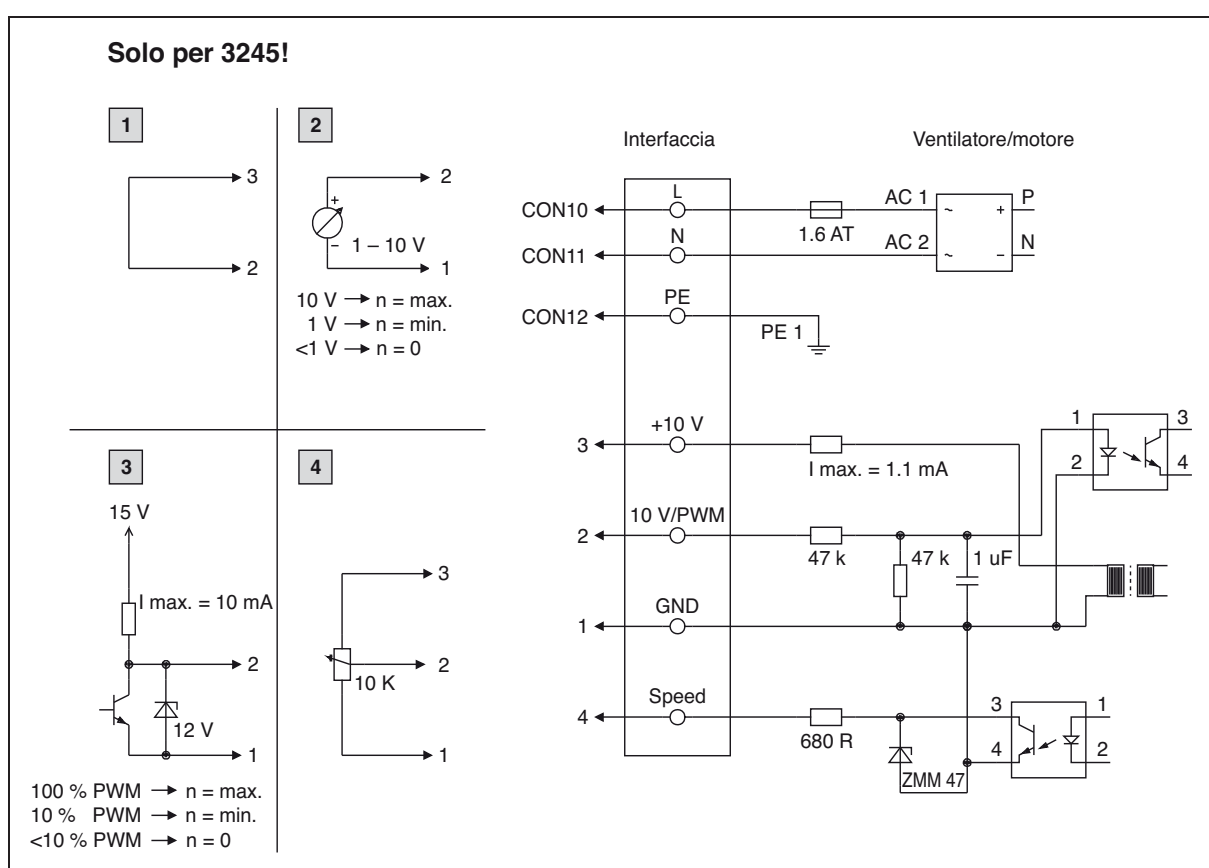 Solo per 3245!
1
3
2
2
2
+
–
1 – 10 V
1
10 V → n = max.
1 V → n = min.
<1 V → n = 0
3
15 V
I max. = 10 mA
2
12 V
1
100 % PWM → n = max.
10 % PWM → n = min.
<10 % PWM → n = 0
4
3
2
10 K
1
Interfaccia
Ventilatore/motore
CON10
L
1.6 AT
AC 1
~
+
P
CON11
N
AC 2
~
–
N
CON12
PE
PE 1
3
+10 V
I max. = 1.1 mA
1
2
3
4
2
10 V/PWM
47 k
47 k
1 uF
1
GND
4
Speed
680 R
ZMM 47
3
4
1
2